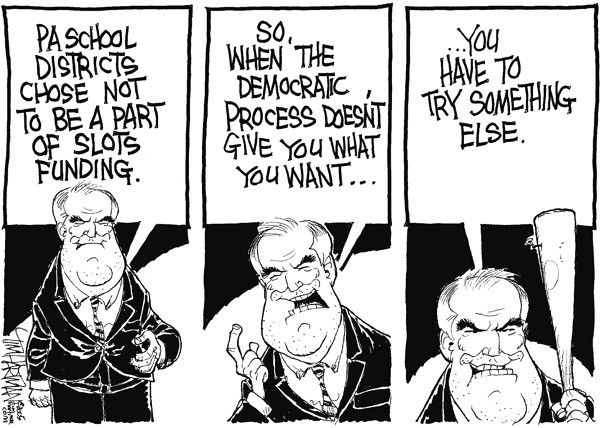 PA SCHOOL
DISTRICTS
CHOSE NOT
TO BE A PART
OF SLOTS
FUNDING.
SO,
WHEN THE
DEMOCRATIC
PROCESS DOESN'T
GIVE YOU WHAT
YOU WANT...
...YOU
HAVE TO
TRY SOMETHING
ELSE.